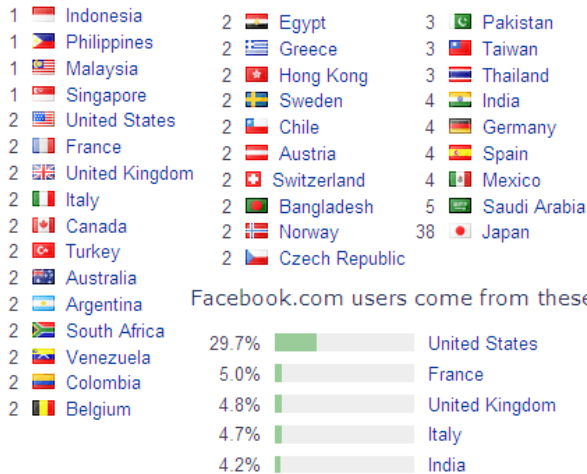 1 Indonesia
1 Philippines
1 Malaysia
1 Singapore
2 United States
2 France
2 United Kingdom
2 Italy
2 Canada
2 Turkey
2 Australia
2 Argentina
2 South Africa
2 Venezuela
2 Colombia
2 Belgium
2 Egypt
2 Greece
2 Hong Kong
2 Sweden
2 Chile
2 Austria
2 Switzerland
2 Bangladesh
2 Norway
2 Czech Republic
3 Pakistan
3 Taiwan
3 Thailand
4 India
4 Germany
4 Spain
4 Mexico
5 Saudi Arabia
38 Japan
Facebook.com users come from these
29.7% United States
5.0% France
4.8% United Kingdom
4.7% Italy
4.2% India